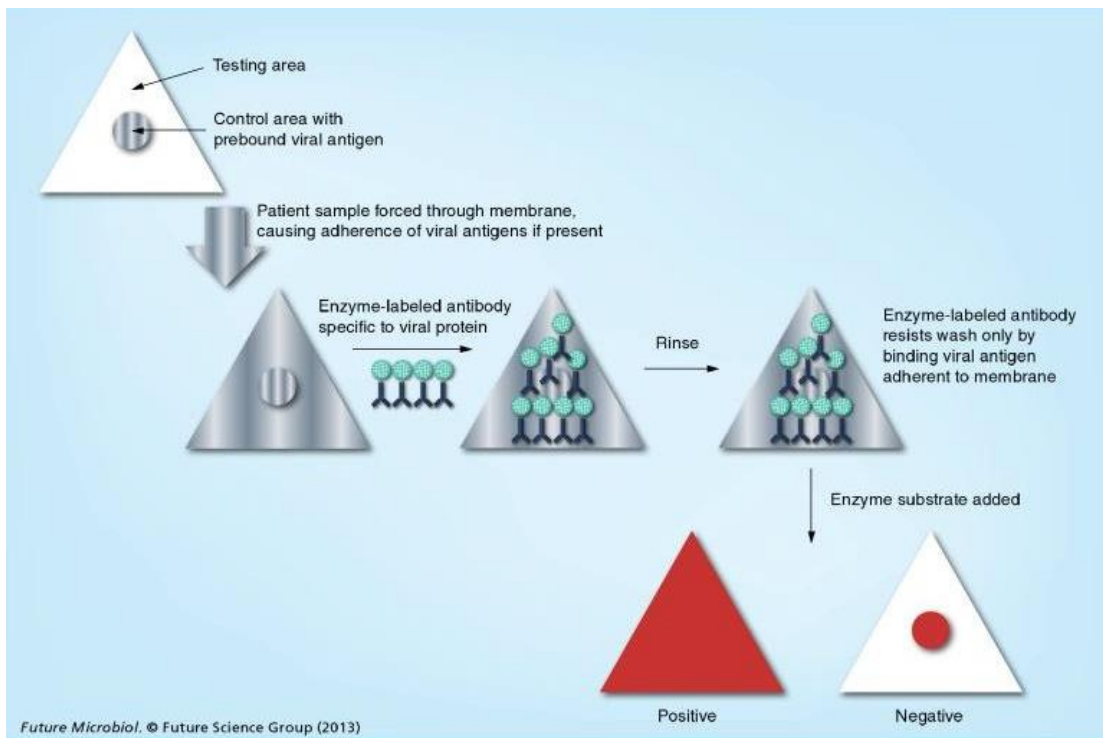 Testing area
Control area with
prebound viral antigen
Patient sample forced through membrane,
causing adherence of viral antigens if present
Enzyme-labeled antibody
specific to viral protein
Rinse
Enzyme-labeled antibody
resists wash only by
binding viral antigen
adherent to membrane
Enzyme substrate added
Positive
Negative
Future Microbiol. © Future Science Group (2013)